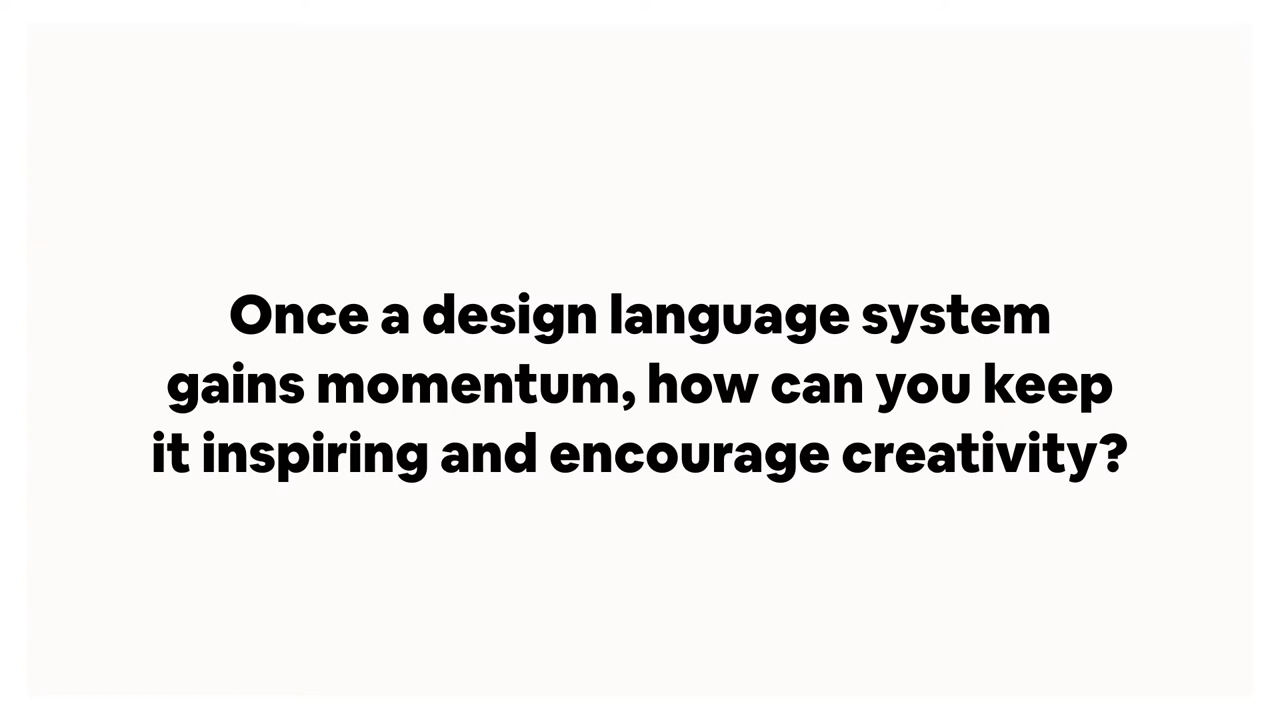 Once a design language system
gains momentum, how can you keep
it inspiring and encourage creativity?